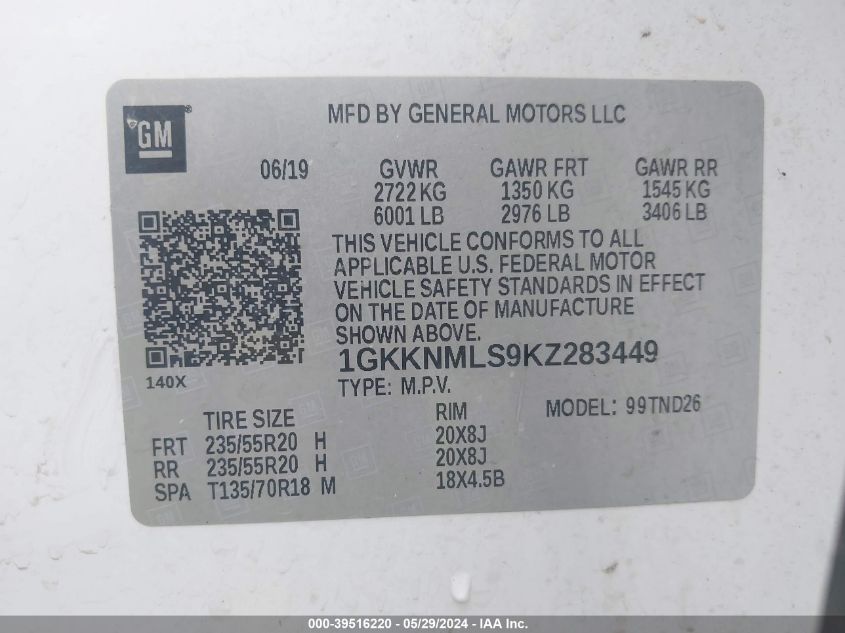 GM ®
MFD BY GENERAL MOTORS LLC
06/19 GVWR GAWR FRT GAWR RR
2722 KG 1350 KG 1545 KG
6001 LB 2976 LB 3406 LB
THIS VEHICLE CONFORMS TO ALL
APPLICABLE U.S. FEDERAL MOTOR
VEHICLE SAFETY STANDARDS IN EFFECT
ON THE DATE OF MANUFACTURE
SHOWN ABOVE.
1GKKNMLS9KZ283449
140X
TYPE: M.P.V.
TIRE SIZE RIM MODEL: 99TND26
FRT 235/55R20 H 20X8J
RR 235/55R20 H 20X8J
SPA T135/70R18 M 18X4.5B
000-39516220 - 05/29/2024 - IAA Inc.